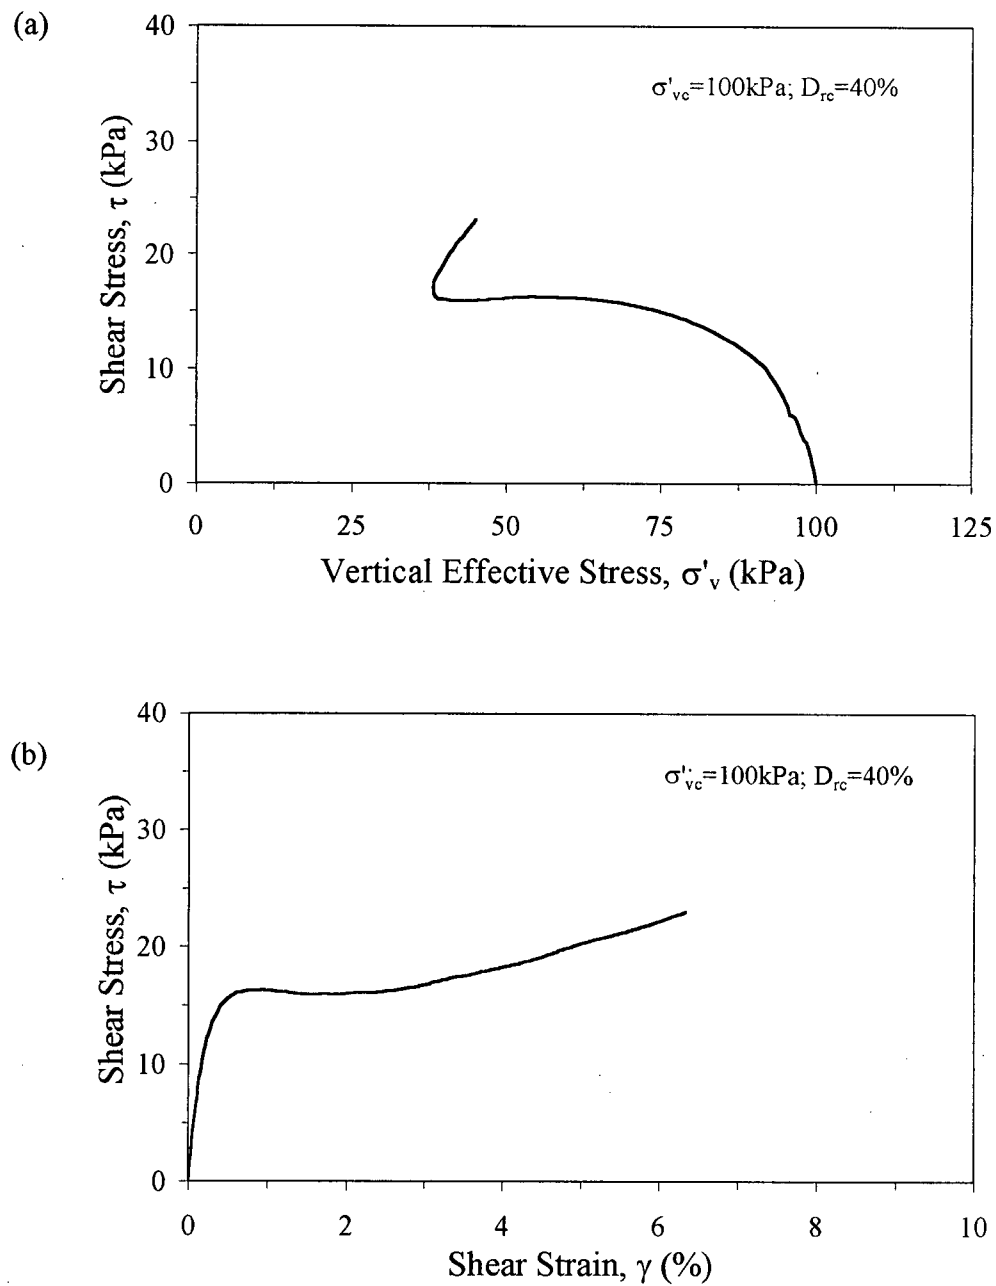 (a)
40
30
20
10
0
Shear Stress, τ (kPa)
σ'vc=100kPa; Drc=40%
0 25 50 75 100 125
Vertical Effective Stress, σ'v (kPa)
(b)
40
30
20
10
0
Shear Stress, τ (kPa)
σ'vc=100kPa; Drc=40%
0 2 4 6 8 10
Shear Strain, γ (%)